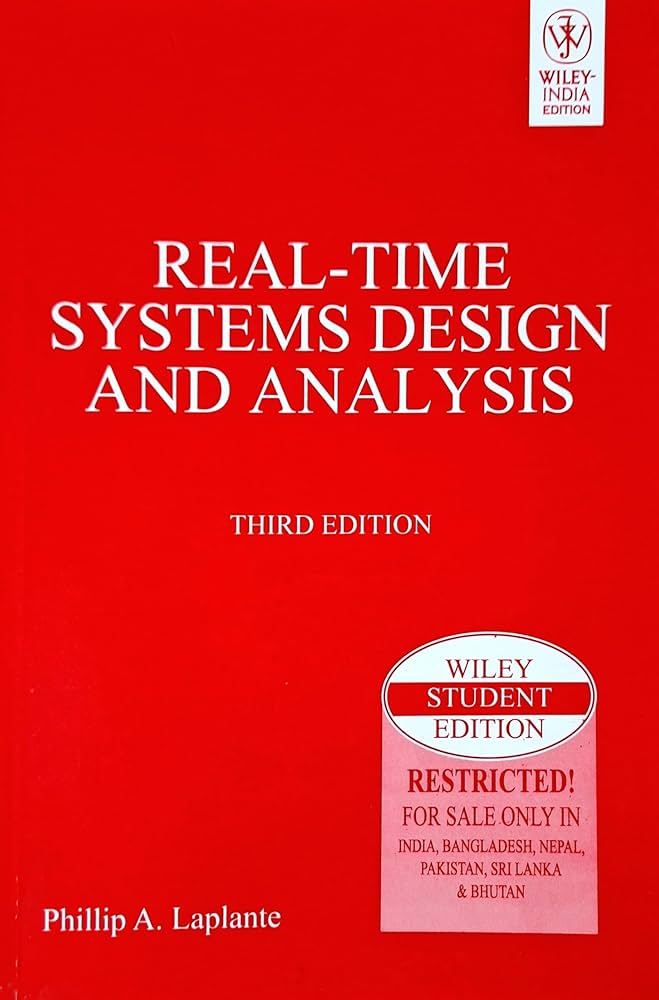 WILEY-
INDIA
EDITION
REAL-TIME
SYSTEMS DESIGN
AND ANALYSIS
THIRD EDITION
WILEY
STUDENT
EDITION
RESTRICTED!
FOR SALE ONLY IN
INDIA, BANGLADESH, NEPAL,
PAKISTAN, SRI LANKA
& BHUTAN
Phillip A. Laplante